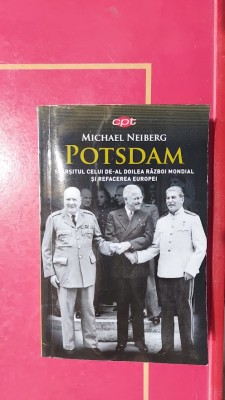 cpt
MICHAEL NEIBERG
POTSDAM
SFÂRȘITUL CELUI DE-AL DOILEA RĂZBOI MONDIAL
ȘI REFACEREA EUROPEI